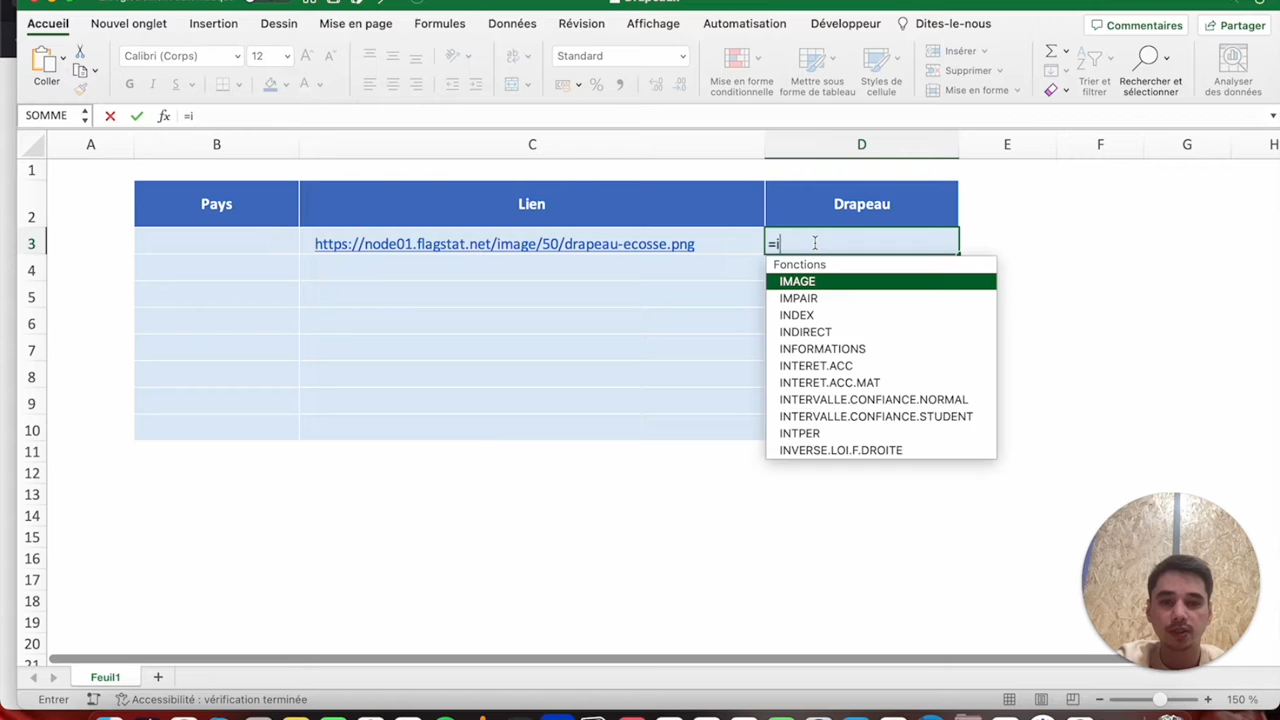 Accueil Nouvel onglet Insertion Dessin Mise en page Formules Données Révision Affichage Automatisation Développeur Dites-le-nous Commentaires Partager
Calibri (Corps) 12 Standard Insérer
Supprimer
Coller G I S Mise en forme conditionnelle Mettre sous forme de tableau Styles de cellule Mise en forme Trier et filtrer Rechercher et sélectionner Analyser des données
SOMME fx =i
A B C D E F G H
1
2 Pays Lien Drapeau
3 https://node01.flagstat.net/image/50/drapeau-ecosse.png =i
Fonctions
4 IMAGE
IMPAIR
5 INDEX
6 INDIRECT
7 INFORMATIONS
INTERET.ACC
8 INTERET.ACC.MAT
9 INTERVALLE.CONFIANCE.NORMAL
INTERVALLE.CONFIANCE.STUDENT
10 INTPER
11 INVERSE.LOI.F.DROITE
12
13
14
15
16
17
18
19
20
21
Feuil1 +
Entrer Accessibilité : vérification terminée 150 %